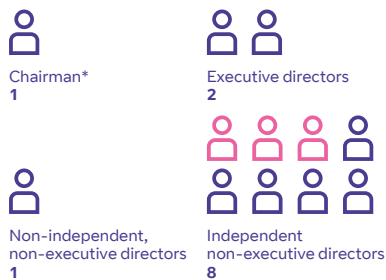 Chairman*
1
Executive directors
2
Non-independent,
non-executive directors
1
Independent
non-executive directors
8